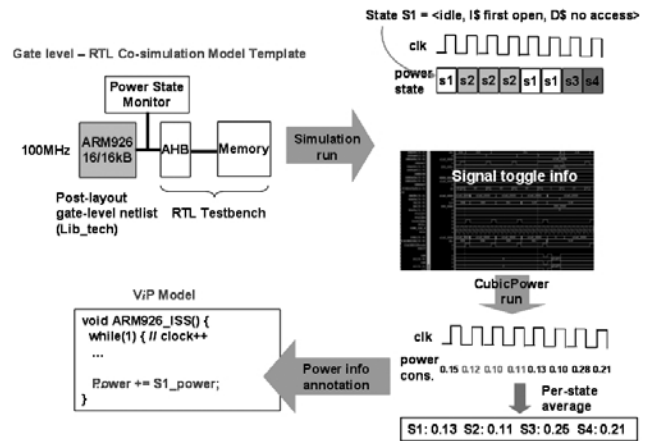 State S1 = <idle, I$ first open, D$ no access>
Gate level – RTL Co-simulation Model Template
clk
Power State
Monitor
power
state
s1 s2 s2 s2 s1 s1 s3 s4
100MHz
ARM926
16/16kB
AHB
Memory
Simulation
run
Post-layout
gate-level netlist
(Lib_tech)
RTL Testbench
Signal toggle info
CubicPower
run
ViP Model
void ARM926_ISS() {
while(1) { // clock++
...
Power += S1_power;
}
Power info
annotation
clk
power
cons.
0.15 0.12 0.10 0.11 0.13 0.10 0.28 0.21
Per-state
average
S1: 0.13 S2: 0.11 S3: 0.25 S4: 0.21